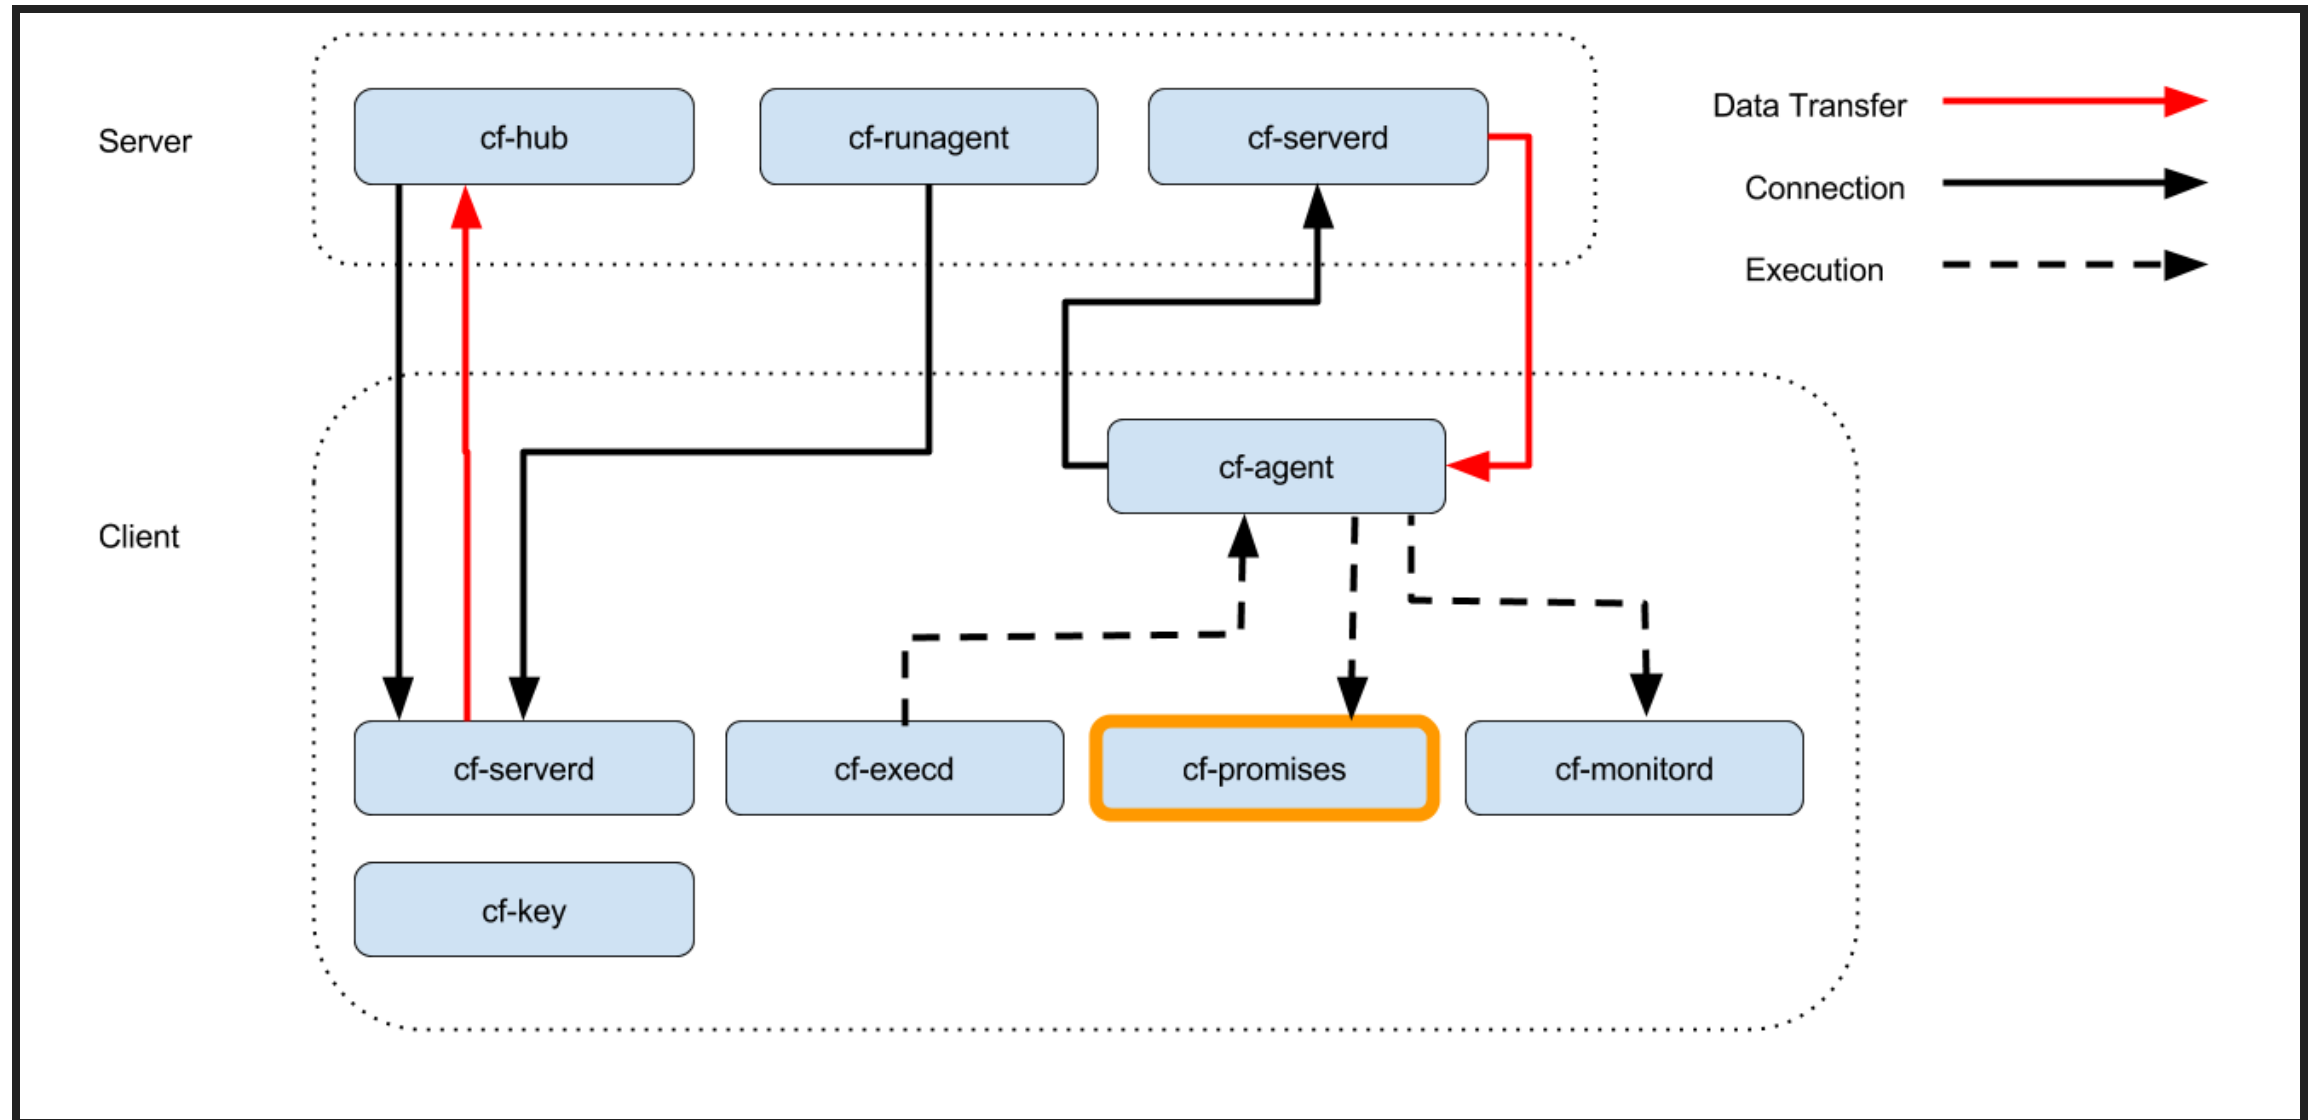 Server
cf-hub
cf-runagent
cf-serverd
Data Transfer
Connection
Execution
Client
cf-agent
cf-serverd
cf-execd
cf-promises
cf-monitord
cf-key